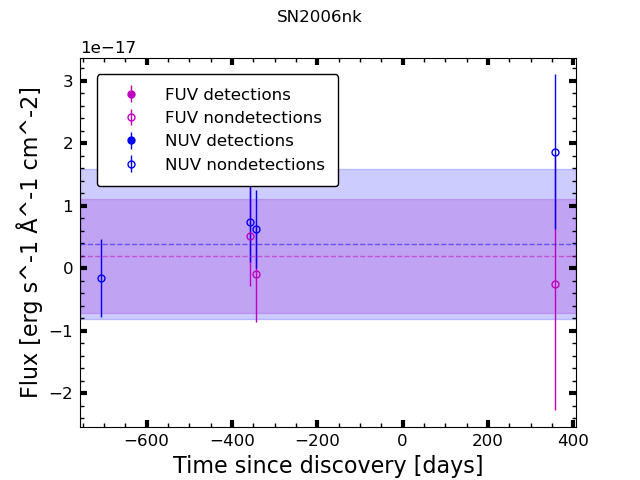 SN2006nk
1e−17
FUV detections
FUV nondetections
NUV detections
NUV nondetections
3
2
1
0
−1
−2
Flux [erg s^-1 Å^-1 cm^-2]
−600
−400
−200
0
200
400
Time since discovery [days]